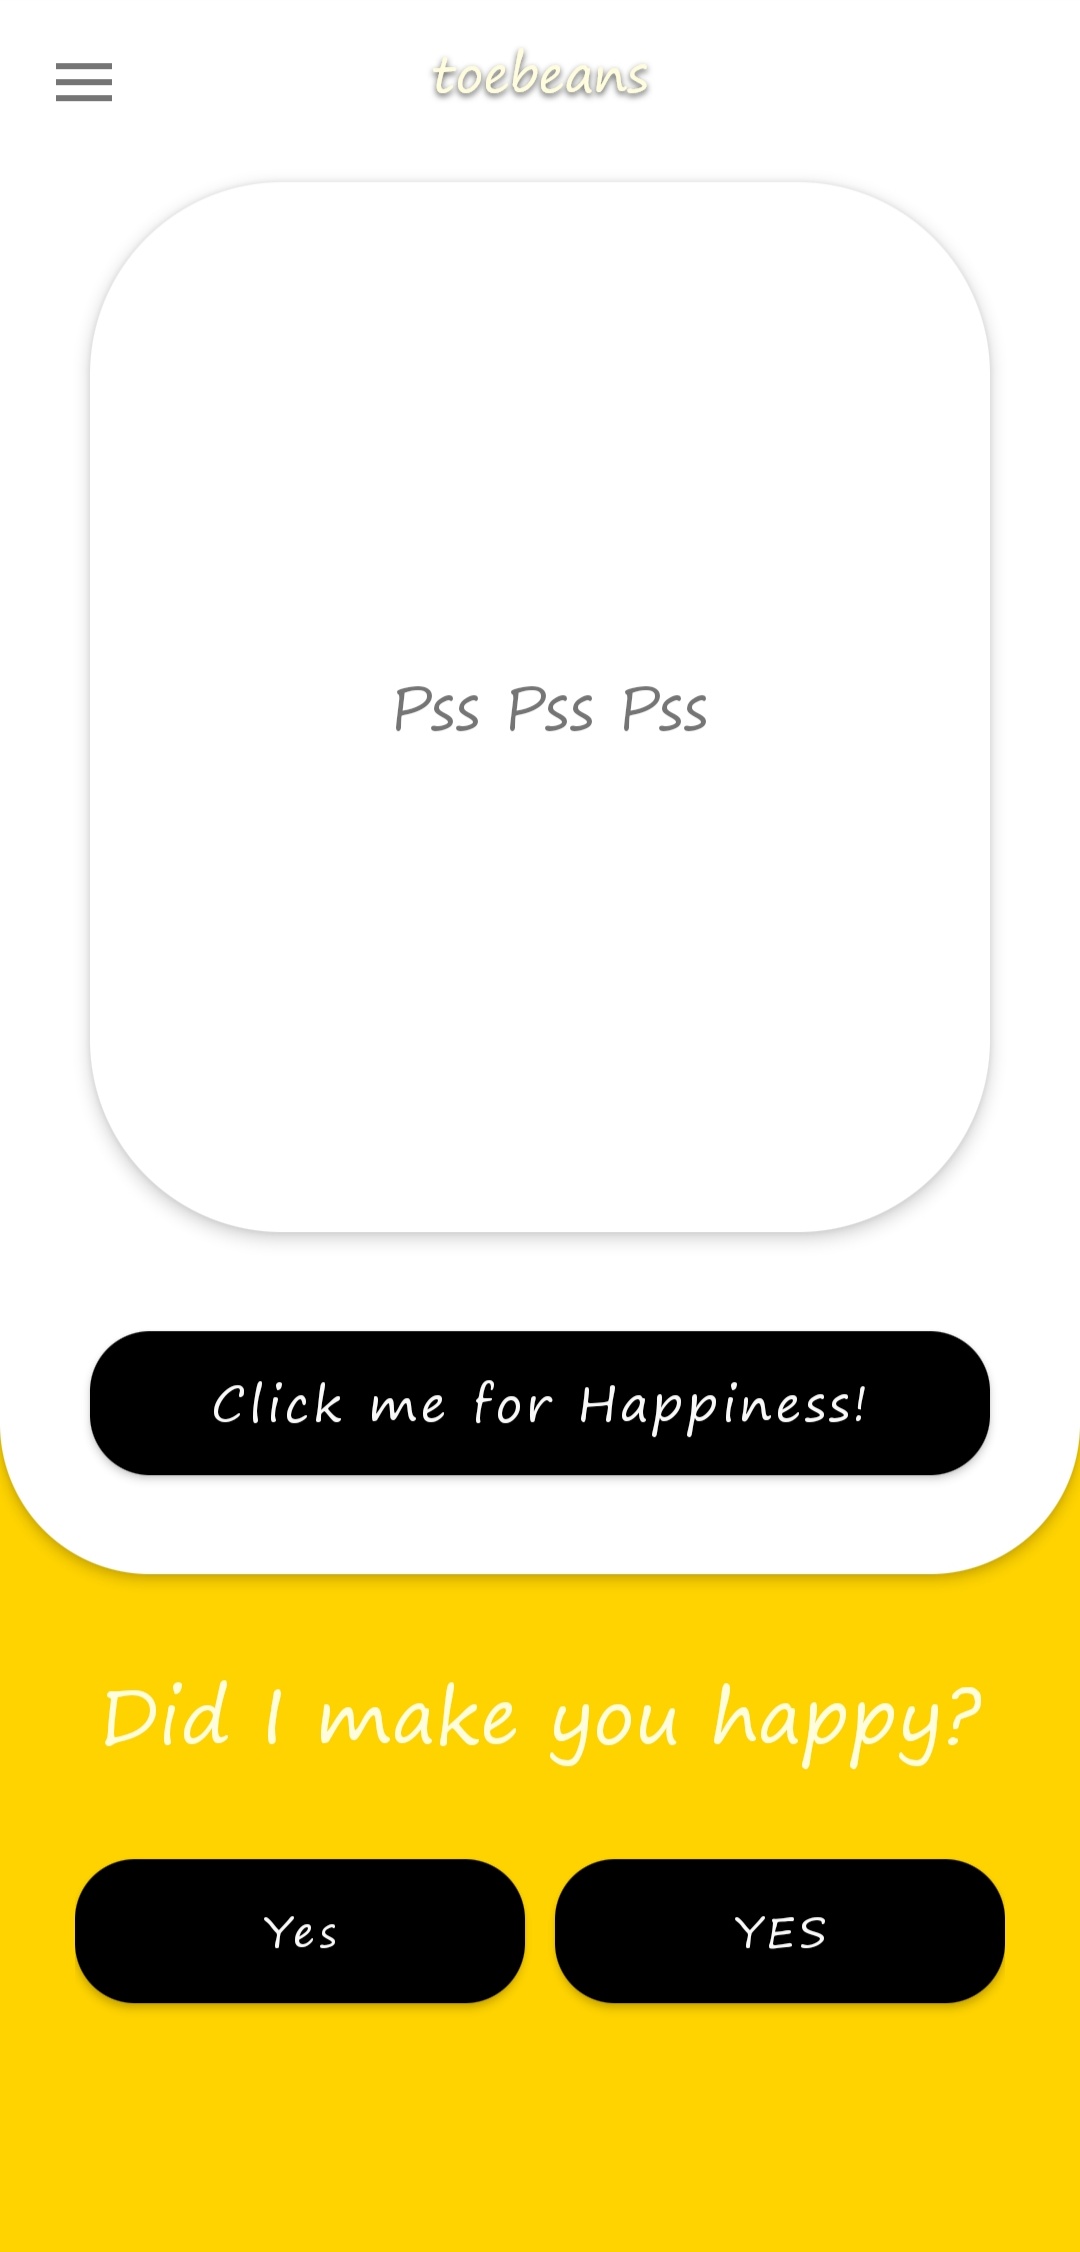 toebeans
Pss Pss Pss
Click me for Happiness!
Did I make you happy?
Yes
YES